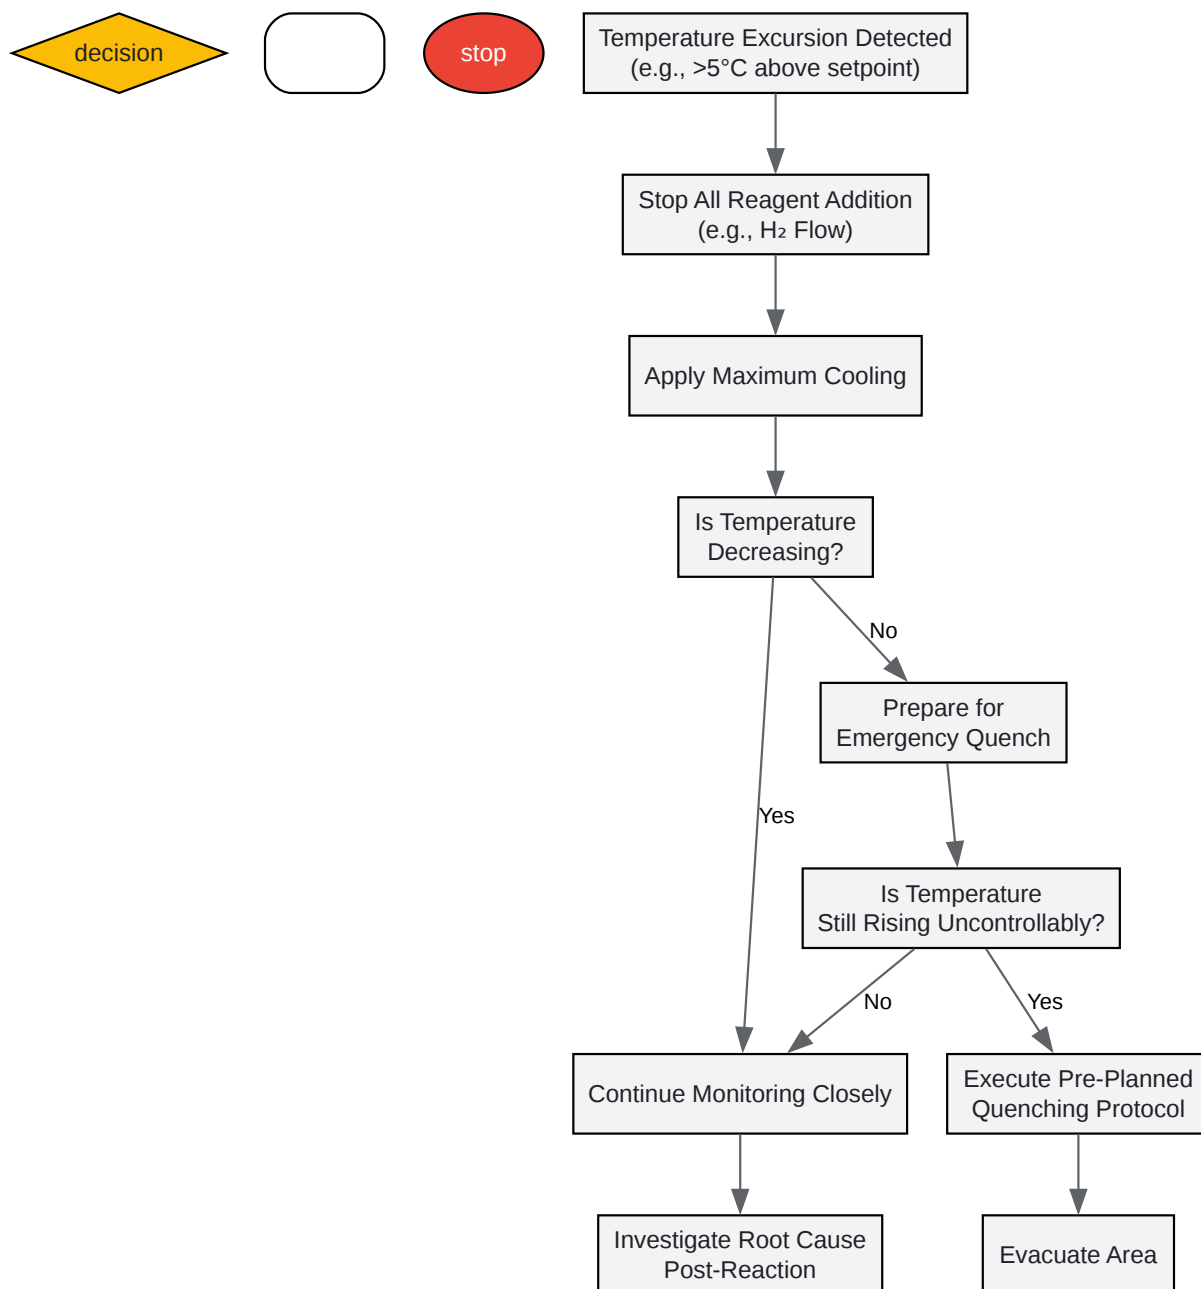 decision
stop
Temperature Excursion Detected
(e.g., >5°C above setpoint)
Stop All Reagent Addition
(e.g., H₂ Flow)
Apply Maximum Cooling
Is Temperature
Decreasing?
No
Prepare for
Emergency Quench
Yes
Is Temperature
Still Rising Uncontrollably?
No
Yes
Continue Monitoring Closely
Execute Pre-Planned
Quenching Protocol
Investigate Root Cause
Post-Reaction
Evacuate Area